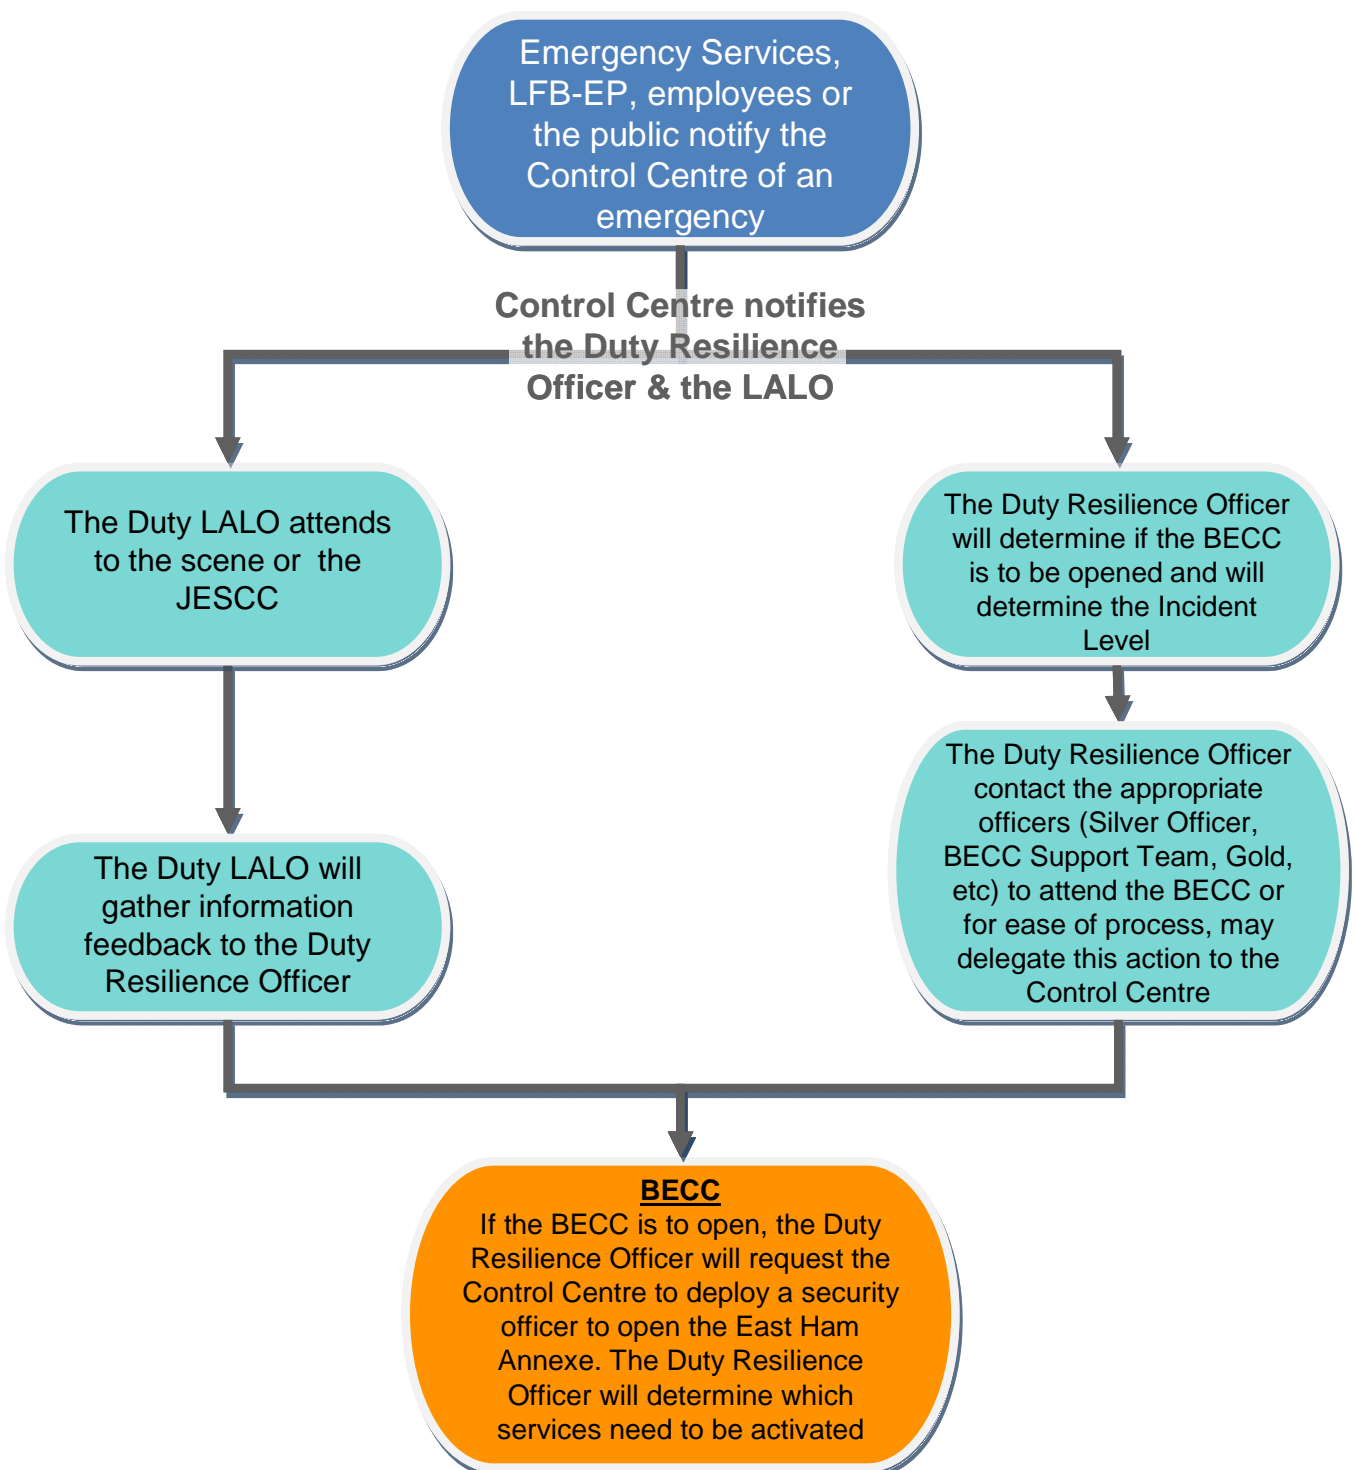 Emergency Services,
LFB-EP, employees or
the public notify the
Control Centre of an
emergency
Control Centre notifies
the Duty Resilience
Officer & the LALO
The Duty LALO attends
to the scene or the
JESCC
The Duty Resilience Officer
will determine if the BECC
is to be opened and will
determine the Incident
Level
The Duty LALO will
gather information
feedback to the Duty
Resilience Officer
The Duty Resilience Officer
contact the appropriate
officers (Silver Officer,
BECC Support Team, Gold,
etc) to attend the BECC or
for ease of process, may
delegate this action to the
Control Centre
BECC
If the BECC is to open, the Duty
Resilience Officer will request the
Control Centre to deploy a security
officer to open the East Ham
Annexe. The Duty Resilience
Officer will determine which
services need to be activated